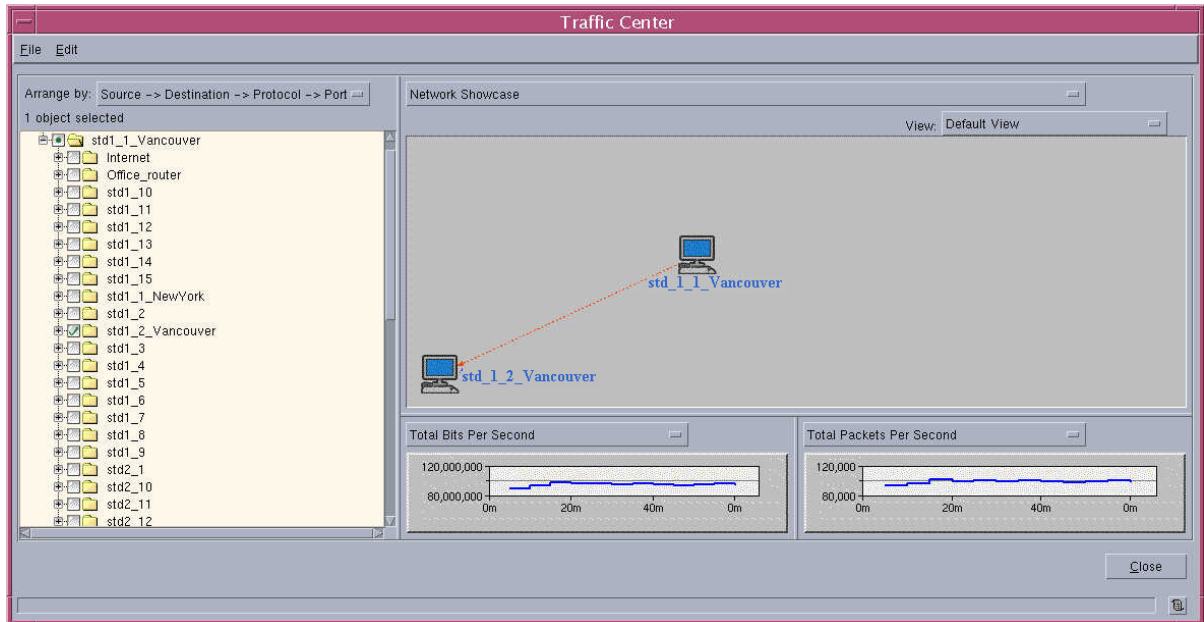 Traffic Center
File Edit
Arrange by: Source -> Destination -> Protocol -> Port
1 object selected
std1_1_Vancouver
Internet
Office_router
std1_10
std1_11
std1_12
std1_13
std1_14
std1_15
std1_1_NewYork
std1_2
std1_2_Vancouver
std1_3
std1_4
std1_5
std1_6
std1_7
std1_8
std1_9
std2_1
std2_10
std2_11
std2_12
Network Showcase
View: Default View
std_1_1_Vancouver
std_1_2_Vancouver
Total Bits Per Second
120,000,000
80,000,000
0m 20m 40m 0m
Total Packets Per Second
120,000
80,000
0m 20m 40m 0m
Close